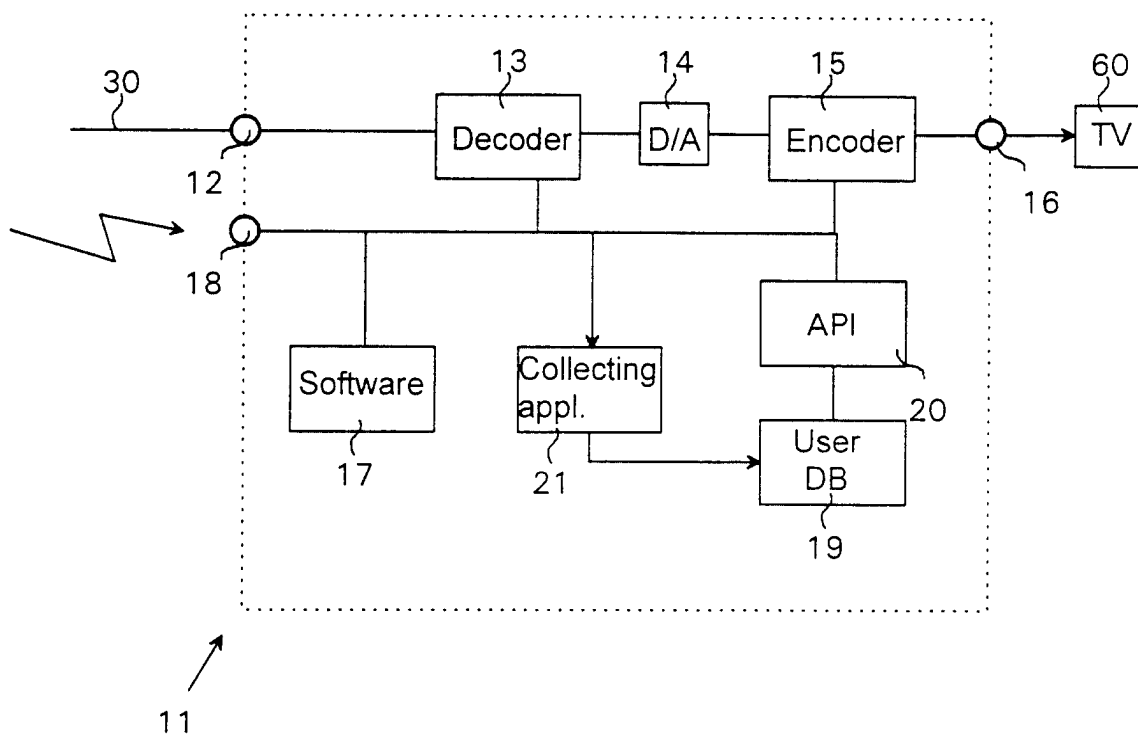 13
14
15
60
30
Decoder
D/A
Encoder
TV
12
16
18
API
Software
Collecting
appl.
20
17
21
User
DB
19
11